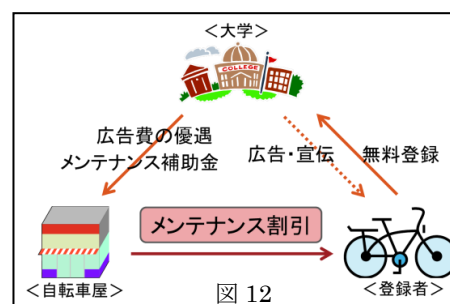 ＜大学＞
COLLEGE
広告費の優遇
メンテナンス補助金
広告・宣伝
無料登録
メンテナンス割引
＜自転車屋＞
図 12
＜登録者＞